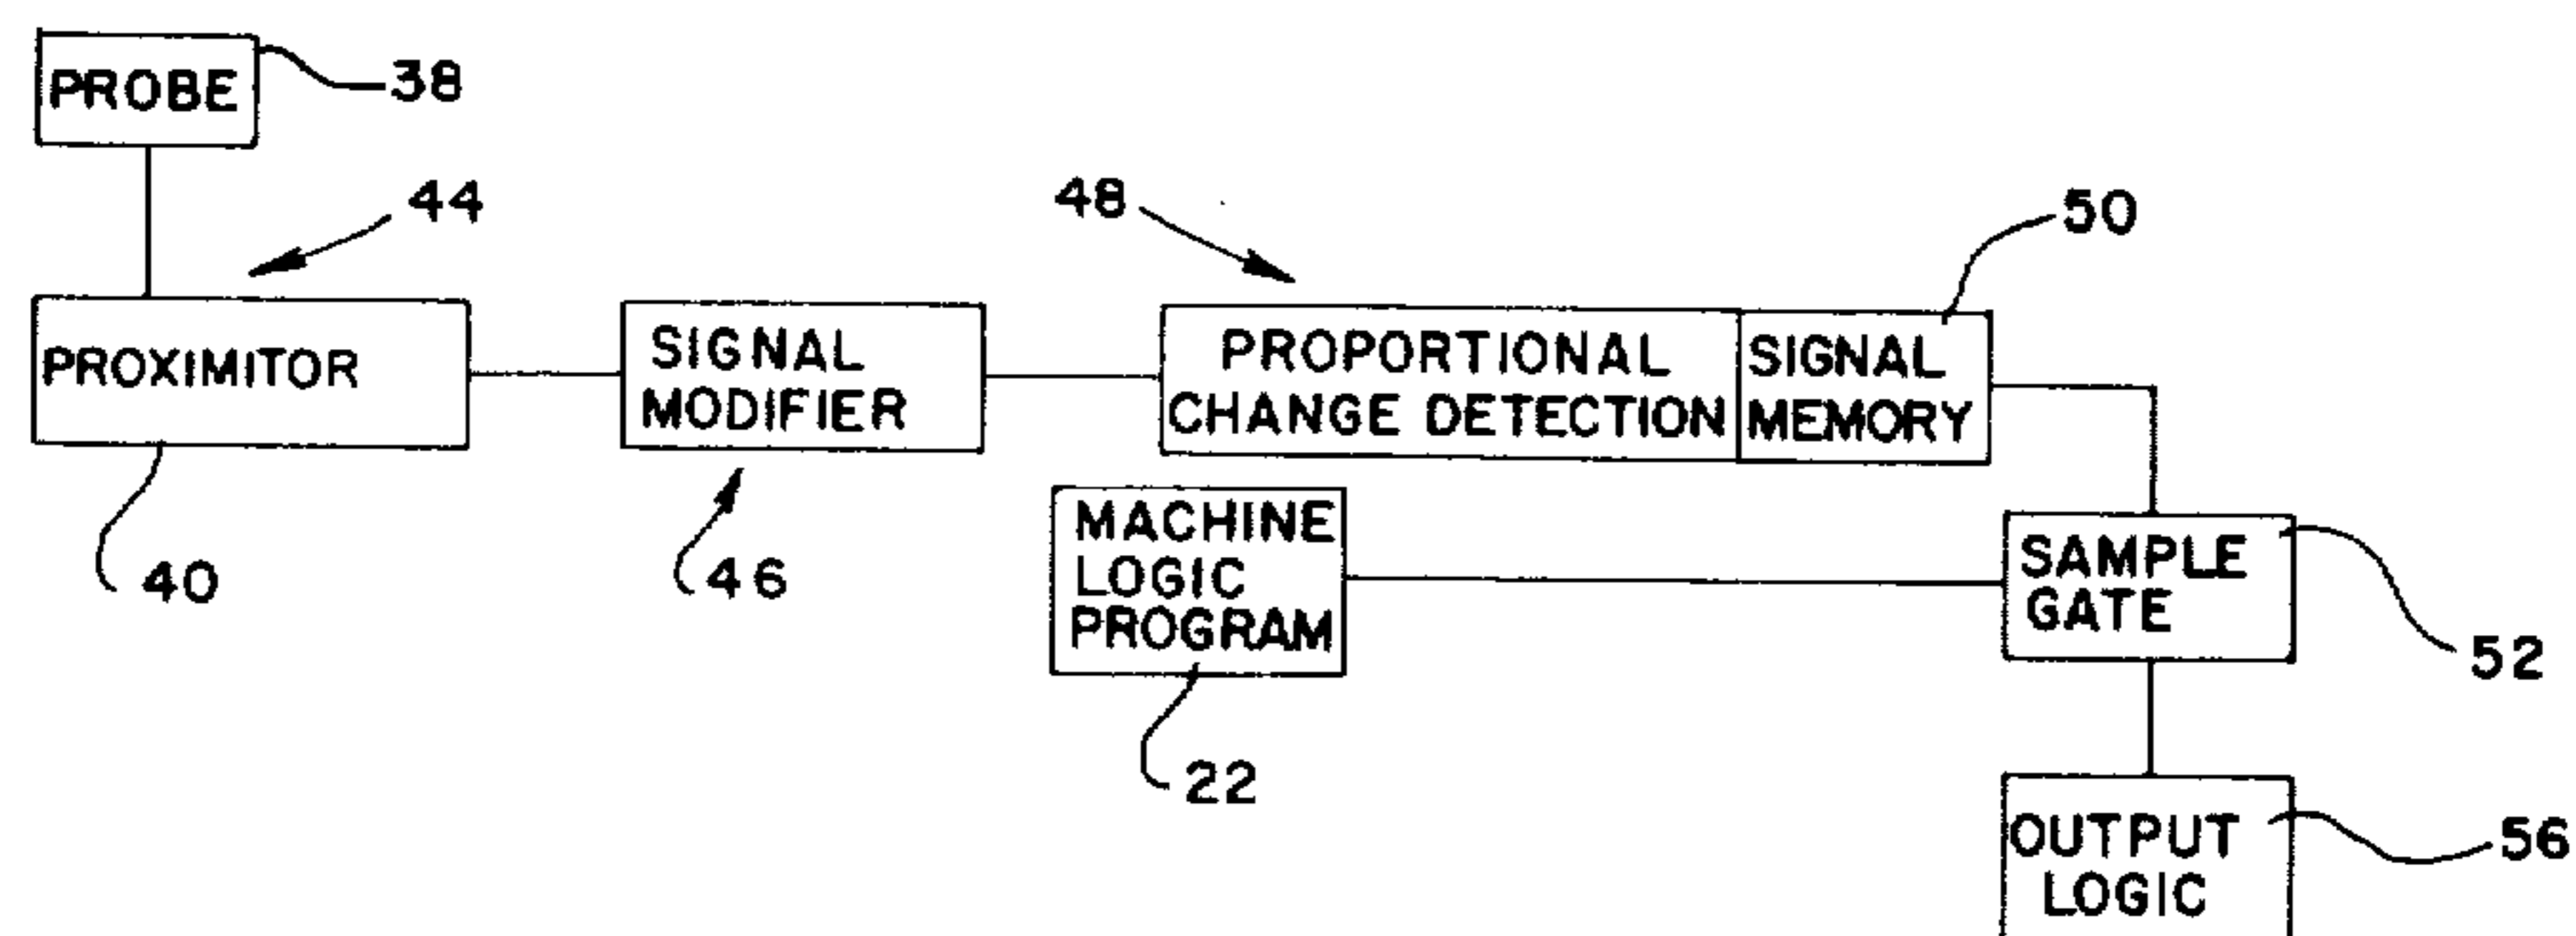 PROBE
38
44
48
50
PROXIMITOR
SIGNAL
MODIFIER
PROPORTIONAL
CHANGE DETECTION
SIGNAL
MEMORY
40
46
MACHINE
LOGIC
PROGRAM
22
SAMPLE
GATE
52
OUTPUT
LOGIC
56